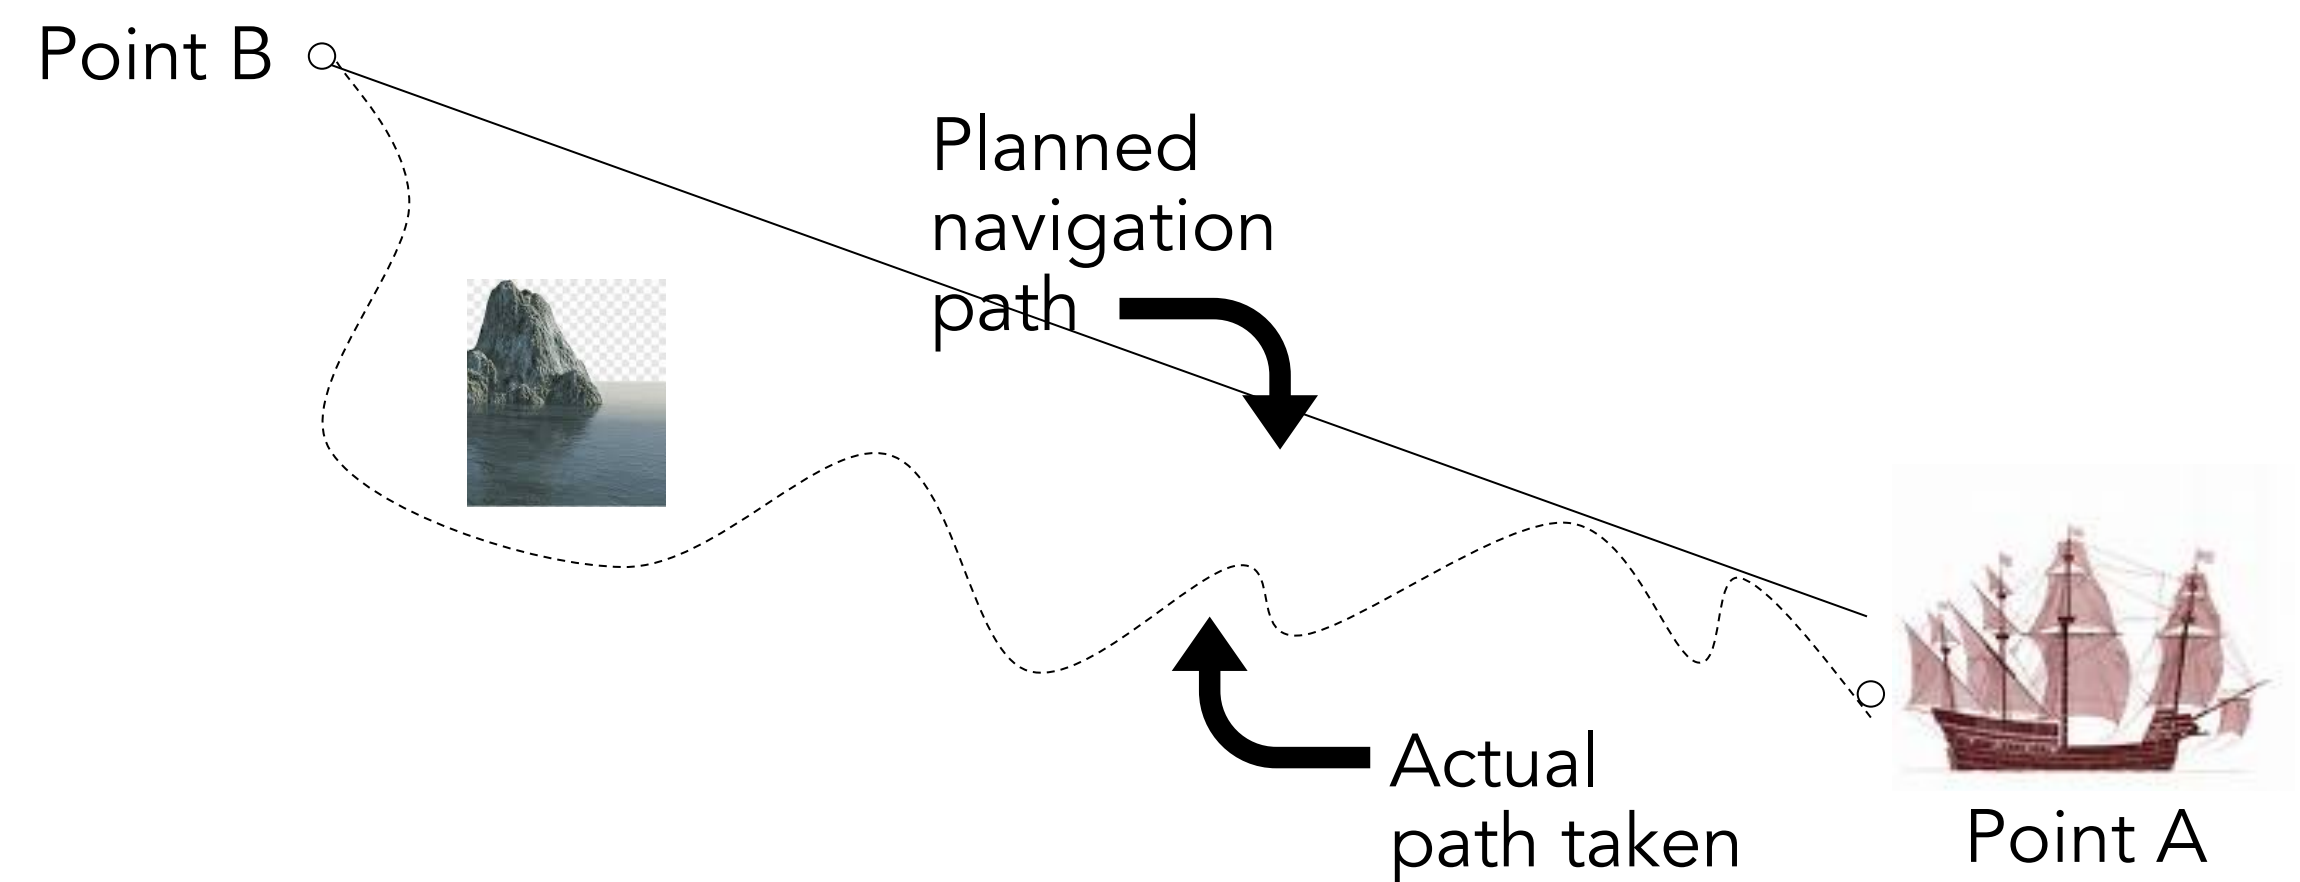 Point B
Planned
navigation
path
Actual
path taken
Point A